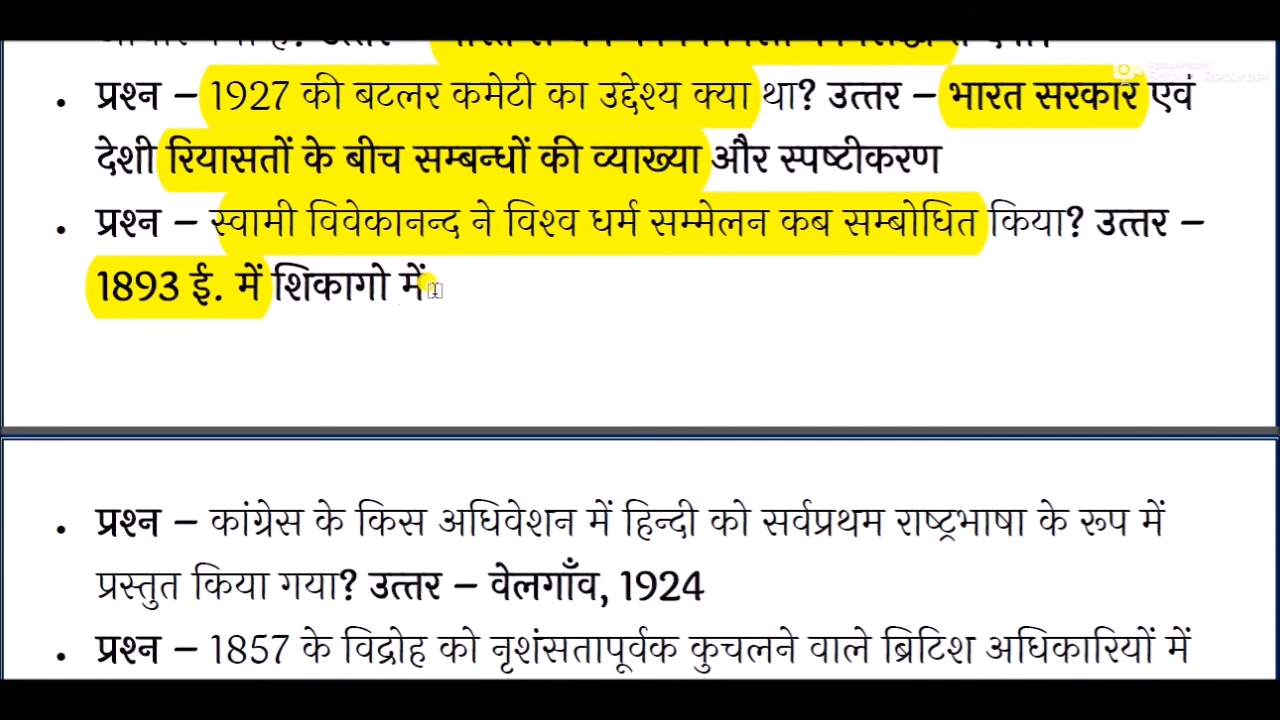 प्रश्न – 1927 की बटलर कमेटी का उद्देश्य क्या था? उत्तर – भारत सरकार एवं
देशी रियासतों के बीच सम्बन्धों की व्याख्या और स्पष्टीकरण
प्रश्न – स्वामी विवेकानन्द ने विश्व धर्म सम्मेलन कब सम्बोधित किया? उत्तर –
1893 ई. में शिकागो में
प्रश्न – कांग्रेस के किस अधिवेशन में हिन्दी को सर्वप्रथम राष्ट्रभाषा के रूप में
प्रस्तुत किया गया? उत्तर – वेलगाँव, 1924
प्रश्न – 1857 के विद्रोह को नृशंसतापूर्वक कुचलने वाले ब्रिटिश अधिकारियों में